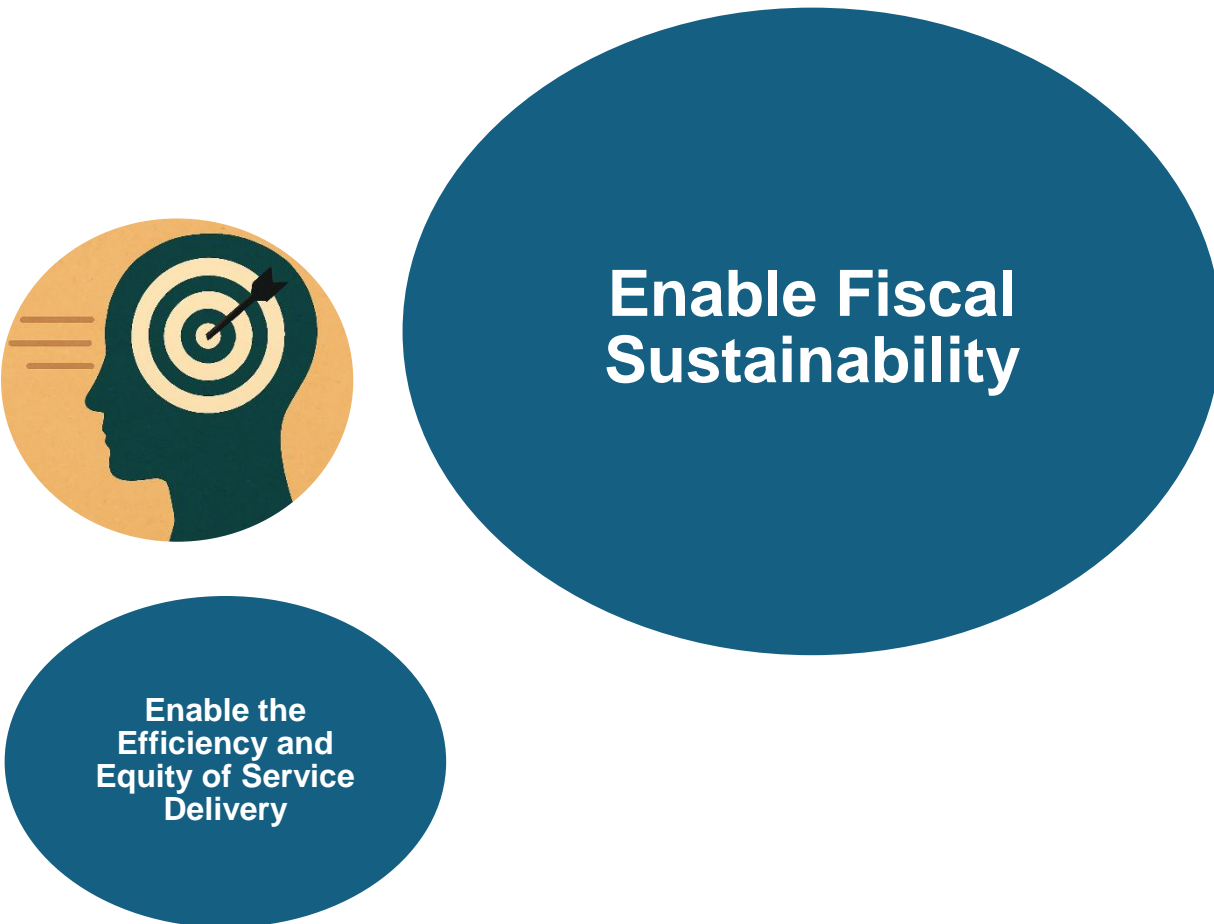 Enable Fiscal
Sustainability
Enable the
Efficiency and
Equity of Service
Delivery